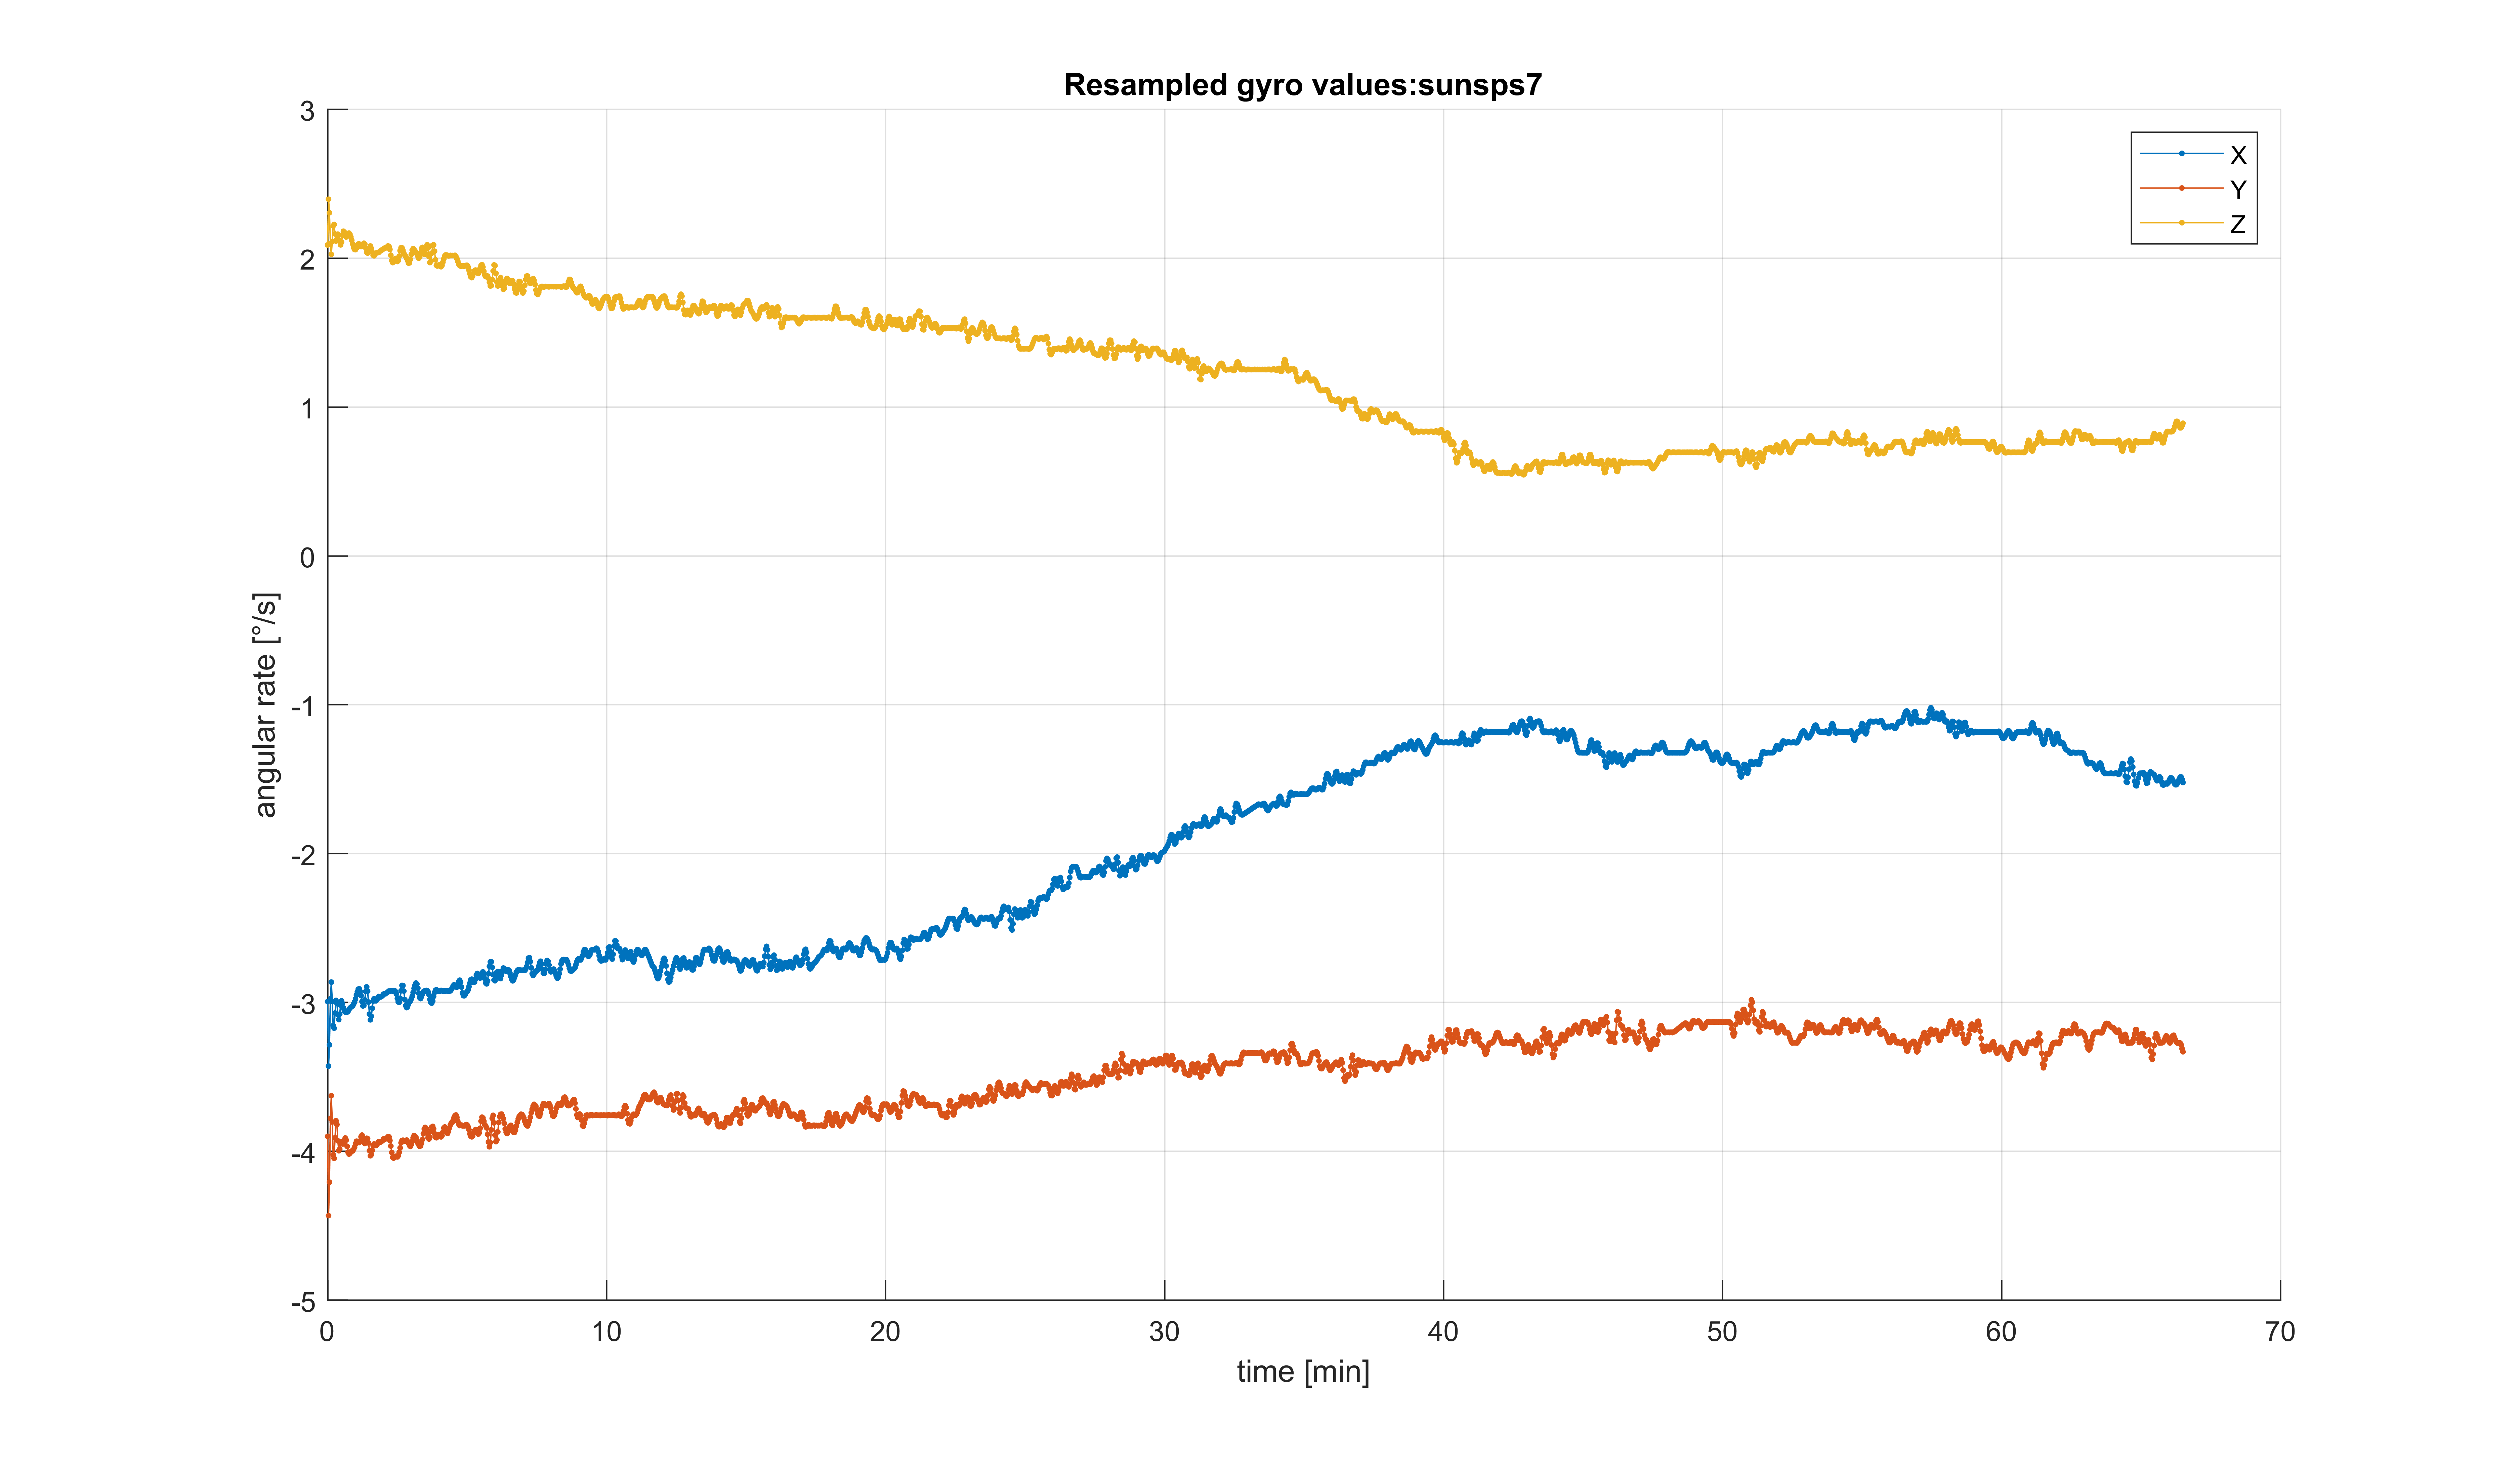 Resampled gyro values:sunsps7
X
Y
Z
3
2
1
0
-1
-2
-3
-4
-5
angular rate [°/s]
0 10 20 30 40 50 60 70
time [min]